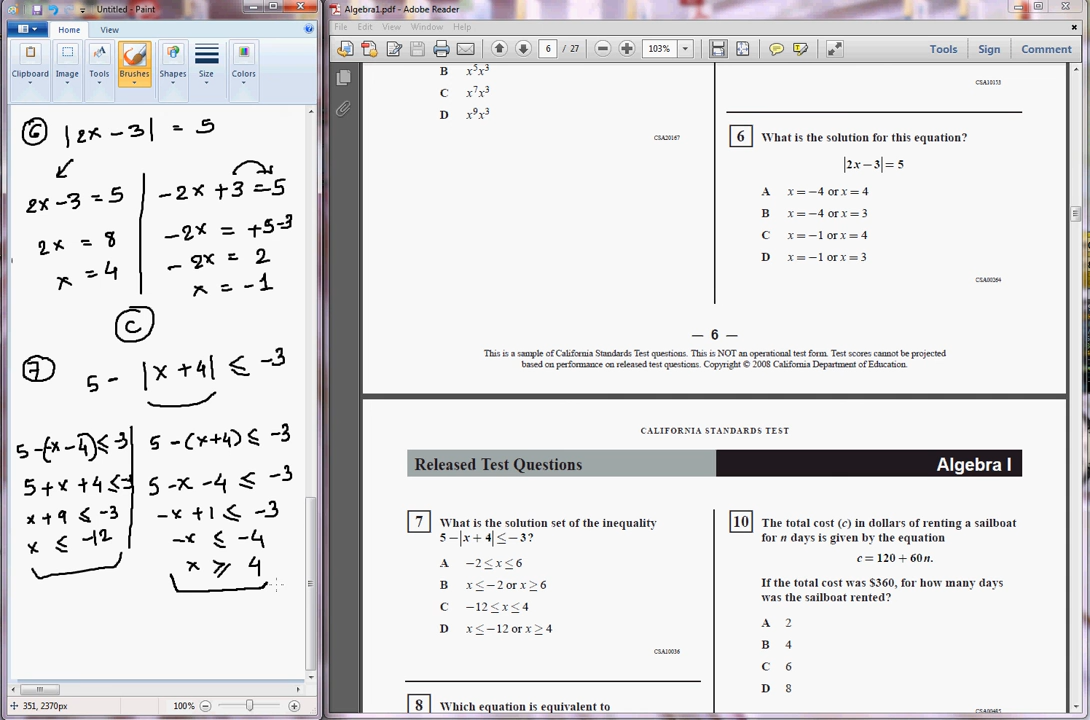 Untitled - Paint
Home View
Clipboard Image Tools Brushes Shapes Size Colors
6 |2x - 3| = 5
2x - 3 = 5
2x = 8
x = 4
-2x + 3 = 5
-2x = +5-3
- 2x = 2
x = -1
C
7 5 - |x + 4| ≤ -3
5 -(-x - 4) ≤ -3
5 + x + 4 ≤ -3
x + 9 ≤ -3
x ≤ -12
5 - (x+4) ≤ -3
5 - x - 4 ≤ -3
-x + 1 ≤ -3
-x ≤ -4
x ≥ 4
351, 2370px 100%
Algebra1.pdf - Adobe Reader
File Edit View Window Help
6 / 27 103% Tools Sign Comment
B x⁵x³
C x⁷x³
D x⁹x³
CSA20167
CSA10153
6 What is the solution for this equation?
|2x − 3| = 5
A x = −4 or x = 4
B x = −4 or x = 3
C x = −1 or x = 4
D x = −1 or x = 3
CSA00264
— 6 —
This is a sample of California Standards Test questions. This is NOT an operational test form. Test scores cannot be projected
based on performance on released test questions. Copyright © 2008 California Department of Education.
CALIFORNIA STANDARDS TEST
Released Test Questions Algebra I
7 What is the solution set of the inequality
5 − |x + 4| ≤ −3?
A −2 ≤ x ≤ 6
B x ≤ −2 or x ≥ 6
C −12 ≤ x ≤ 4
D x ≤ −12 or x ≥ 4
CSA10036
8 Which equation is equivalent to
10 The total cost (c) in dollars of renting a sailboat
for n days is given by the equation
c = 120 + 60n.
If the total cost was $360, for how many days
was the sailboat rented?
A 2
B 4
C 6
D 8